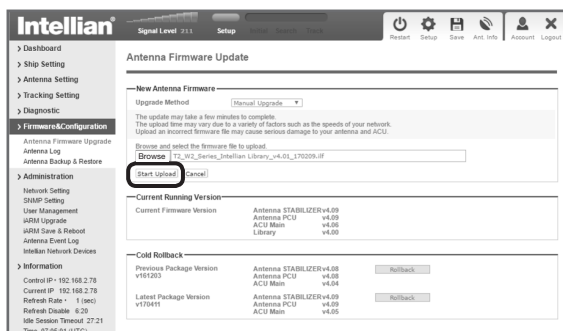 Intellian®
Signal Level 211 Setup
Restart Setup Save Ant. Info Account Logout
> Dashboard
> Ship Setting
> Antenna Setting
> Tracking Setting
> Diagnostic
> Firmware&Configuration
Antenna Firmware Upgrade
Antenna Log
Antenna Backup & Restore
> Administration
Network Setting
SNMP Setting
User Management
iARM Upgrade
iARM Save & Reboot
Antenna Event Log
Intellian Network Devices
> Information
Control IP • 192.168.2.78
Current IP 192.168.2.78
Refresh Rate • 1 (sec)
Refresh Disable 6:20
Idle Session Timeout 27:21
Antenna Firmware Update
New Antenna Firmware
Upgrade Method Manual Upgrade ▼
The update may take a few minutes to complete.
The upload time may vary due to a variety of factors such as the speeds of your network.
Upload an incorrect firmware file may cause serious damage to your antenna and ACU.
Browse and select the firmware file to upload.
Browse T2_W2_Series_Intellian Library_v4.01_170209.ilf
Start Upload Cancel
Current Running Version
Current Firmware Version Antenna STABILIZER v4.09
Antenna PCU v4.09
ACU Main v4.06
Library v4.00
Cold Rollback
Previous Package Version Antenna STABILIZER v4.08 Rollback
v161203 Antenna PCU v4.08
ACU Main v4.04
Latest Package Version Antenna STABILIZER v4.09 Rollback
v170411 Antenna PCU v4.09
ACU Main v4.05